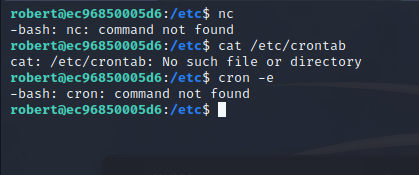 robert@ec96850005d6:/etc$ nc
-bash: nc: command not found
robert@ec96850005d6:/etc$ cat /etc/crontab
cat: /etc/crontab: No such file or directory
robert@ec96850005d6:/etc$ cron -e
-bash: cron: command not found
robert@ec96850005d6:/etc$